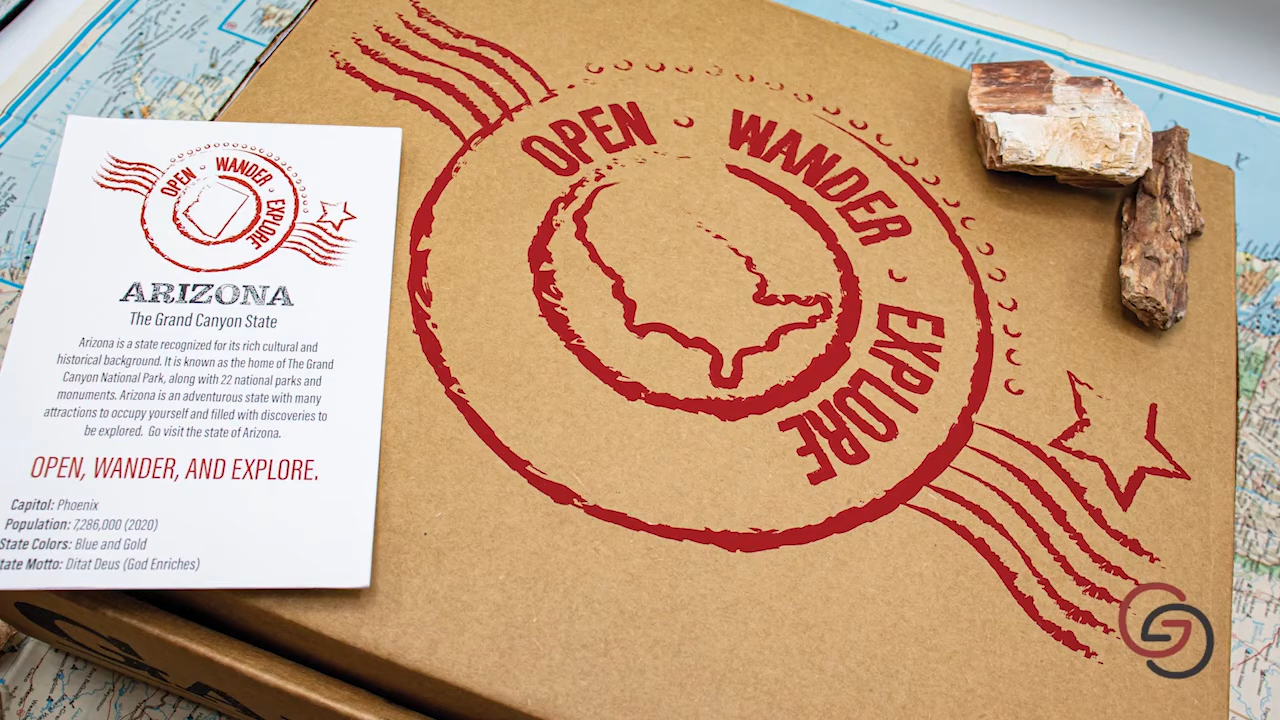 OPEN · WANDER · EXPLORE
ARIZONA
The Grand Canyon State
Arizona is a state recognized for its rich cultural and
historical background. It is known as the home of The Grand
Canyon National Park, along with 22 national parks and
monuments. Arizona is an adventurous state with many
attractions to occupy yourself and filled with discoveries to
be explored. Go visit the state of Arizona.
OPEN, WANDER, AND EXPLORE.
Capitol: Phoenix
Population: 7,286,000 (2020)
State Colors: Blue and Gold
tate Motto: Ditat Deus (God Enriches)
OPEN · WANDER · EXPLORE